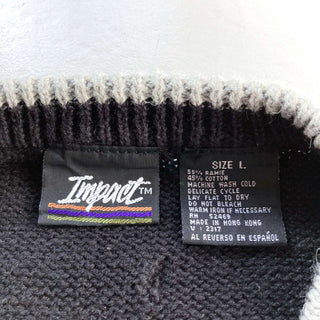 Impact™
SIZE L
55% RAMIE
45% COTTON
MACHINE WASH COLD
DELICATE CYCLE
LAY FLAT TO DRY
DO NOT BLEACH
WARM IRON IF NECESSARY
RN 52469
MADE IN HONG KONG
V : 2317
AL REVERSO EN ESPAÑOL